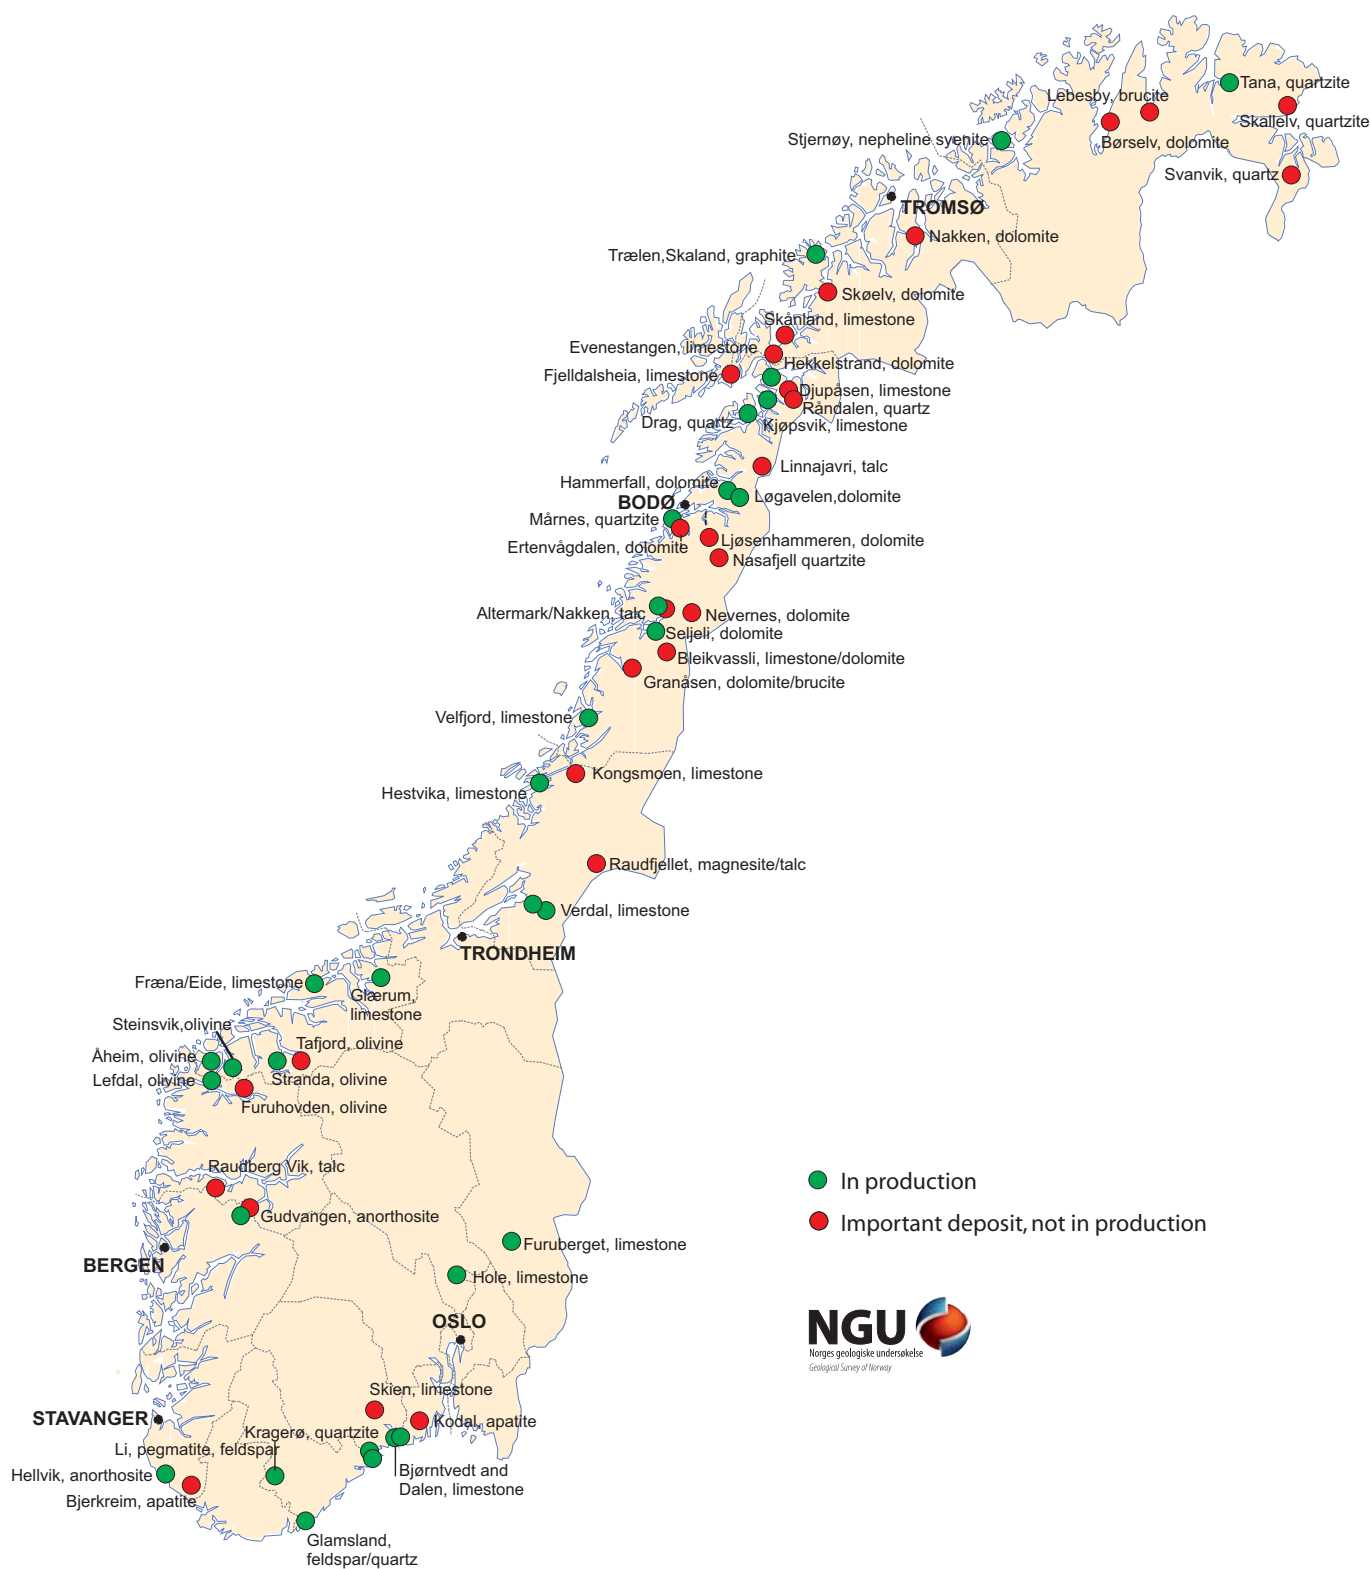 Tana, quartzite
Lebesby, brucite
Skallelv, quartzite
Stjernøy, nepheline syenite
Børselv, dolomite
Svanvik, quartz
TROMSØ
Nakken, dolomite
Trælen,Skaland, graphite
Skøelv, dolomite
Skånland, limestone
Evenestangen, limestone
Hekkelstrand, dolomite
Fjelldalsheia, limestone
Djupåsen, limestone
Råndalen, quartz
Drag, quartz
Kjøpsvik, limestone
Linnajavri, talc
Hammerfall, dolomite
Løgavelen,dolomite
BODØ
Mårnes, quartzite
Ljøsenhammeren, dolomite
Ertenvågdalen, dolomite
Nasafjell quartzite
Altermark/Nakken, talc
Nevernes, dolomite
Seljeli, dolomite
Bleikvassli, limestone/dolomite
Granåsen, dolomite/brucite
Velfjord, limestone
Kongsmoen, limestone
Hestvika, limestone
Raudfjellet, magnesite/talc
Verdal, limestone
TRONDHEIM
Fræna/Eide, limestone
Glærum,
limestone
Steinsvik,olivine
Tafjord, olivine
Åheim, olivine
Lefdal, olivine
Stranda, olivine
Furuhovden, olivine
Raudberg Vik, talc
In production
Gudvangen, anorthosite
Important deposit, not in production
Furuberget, limestone
BERGEN
Hole, limestone
OSLO
NGU
Norges geologiske undersøkelse
Geological Survey of Norway
Skien, limestone
STAVANGER
Kodal, apatite
Kragerø, quartzite
Li, pegmatite, feldspar
Hellvik, anorthosite
Bjørntvedt and
Dalen, limestone
Bjerkreim, apatite
Glamsland,
feldspar/quartz